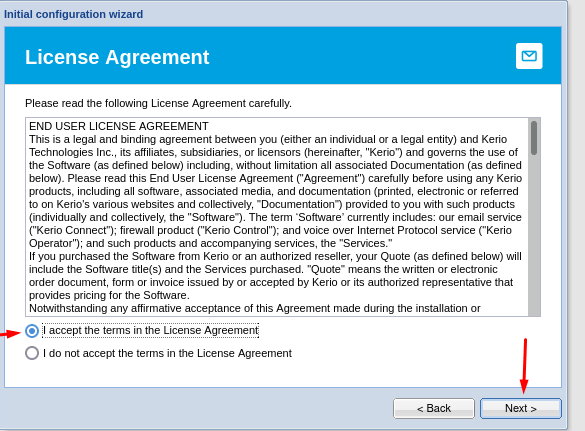 Initial configuration wizard
License Agreement
Please read the following License Agreement carefully.
END USER LICENSE AGREEMENT
This is a legal and binding agreement between you (either an individual or a legal entity) and Kerio
Technologies Inc., its affiliates, subsidiaries, or licensors (hereinafter, "Kerio") and governs the use of
the Software (as defined below) including, without limitation all associated Documentation (as defined
below). Please read this End User License Agreement ("Agreement") carefully before using any Kerio
products, including all software, associated media, and documentation (printed, electronic or referred
to on Kerio's various websites and collectively, "Documentation") provided to you with such products
(individually and collectively, the "Software"). The term ‘Software’ currently includes: our email service
("Kerio Connect"); firewall product ("Kerio Control"); and voice over Internet Protocol service ("Kerio
Operator"); and such products and accompanying services, the "Services."
If you purchased the Software from Kerio or an authorized reseller, your Quote (as defined below) will
include the Software title(s) and the Services purchased. "Quote" means the written or electronic
order document, form or invoice issued by or accepted by Kerio or its authorized representative that
provides pricing for the Software.
Notwithstanding any affirmative acceptance of this Agreement made during the installation or
I accept the terms in the License Agreement
I do not accept the terms in the License Agreement
< Back
Next >